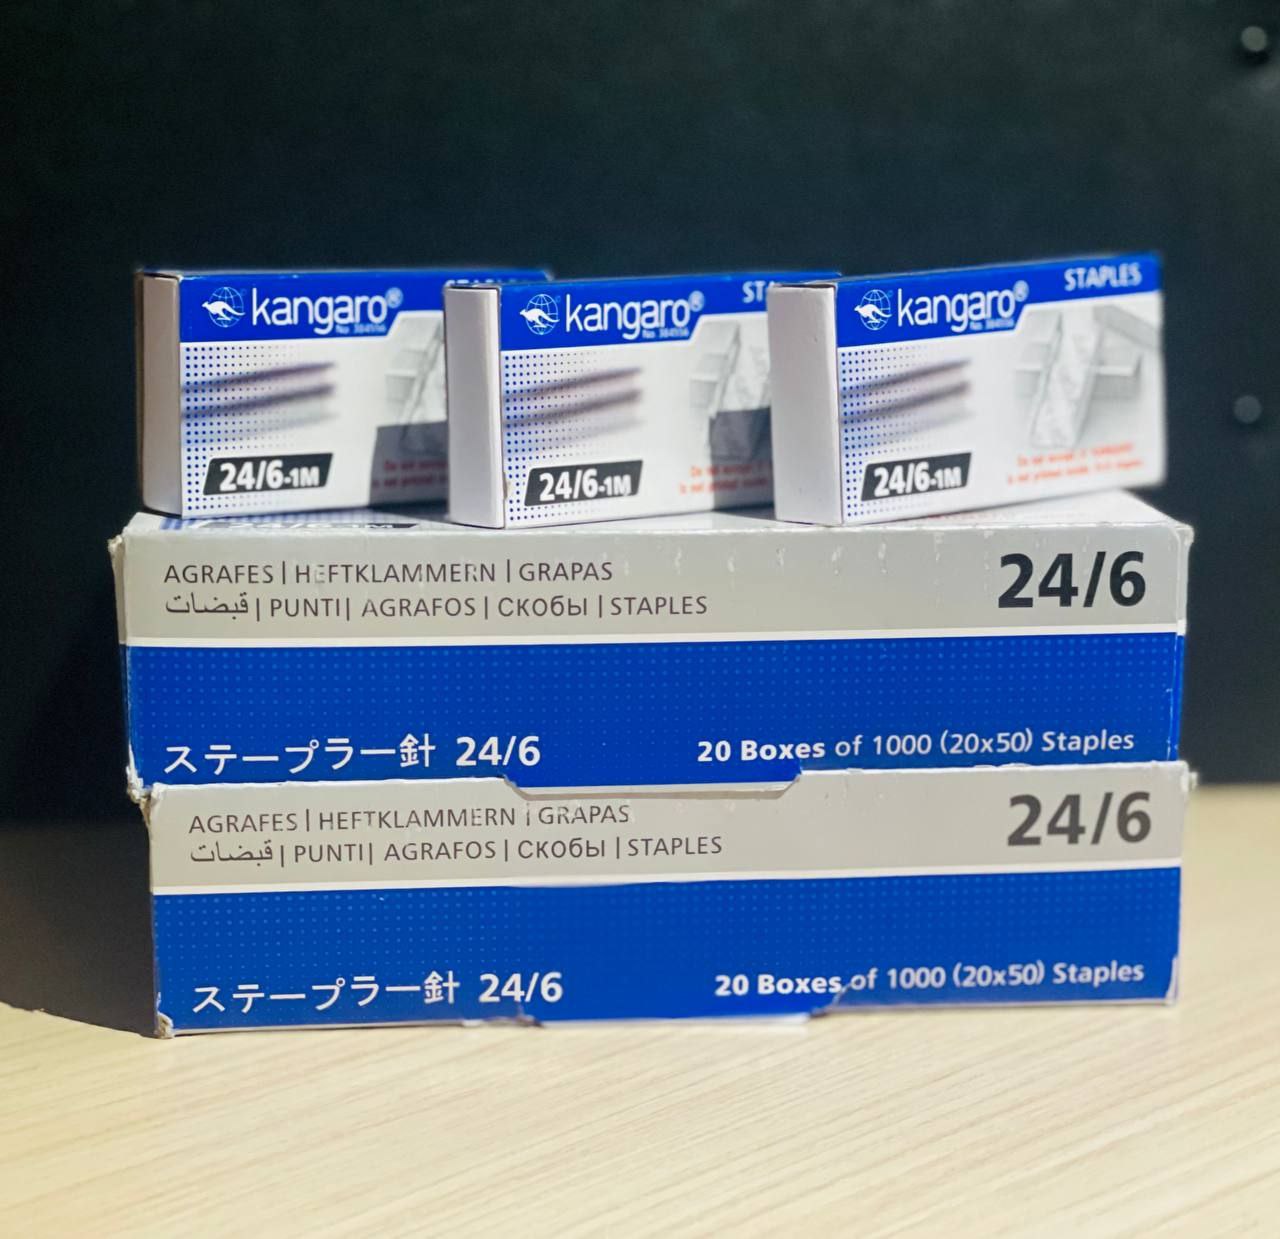 kangaro®
24/6-1M
kangaro®
24/6-1M
kangaro®
STAPLES
24/6-1M
AGRAFES | HEFTKLAMMERN | GRAPAS
قبضات | PUNTI | AGRAFOS | СКОбЫ | STAPLES
24/6
ステープラー針 24/6
20 Boxes of 1000 (20x50) Staples
AGRAFES | HEFTKLAMMERN | GRAPAS
قبضات | PUNTI | AGRAFOS | СКОбЫ | STAPLES
24/6
ステープラー針 24/6
20 Boxes of 1000 (20x50) Staples